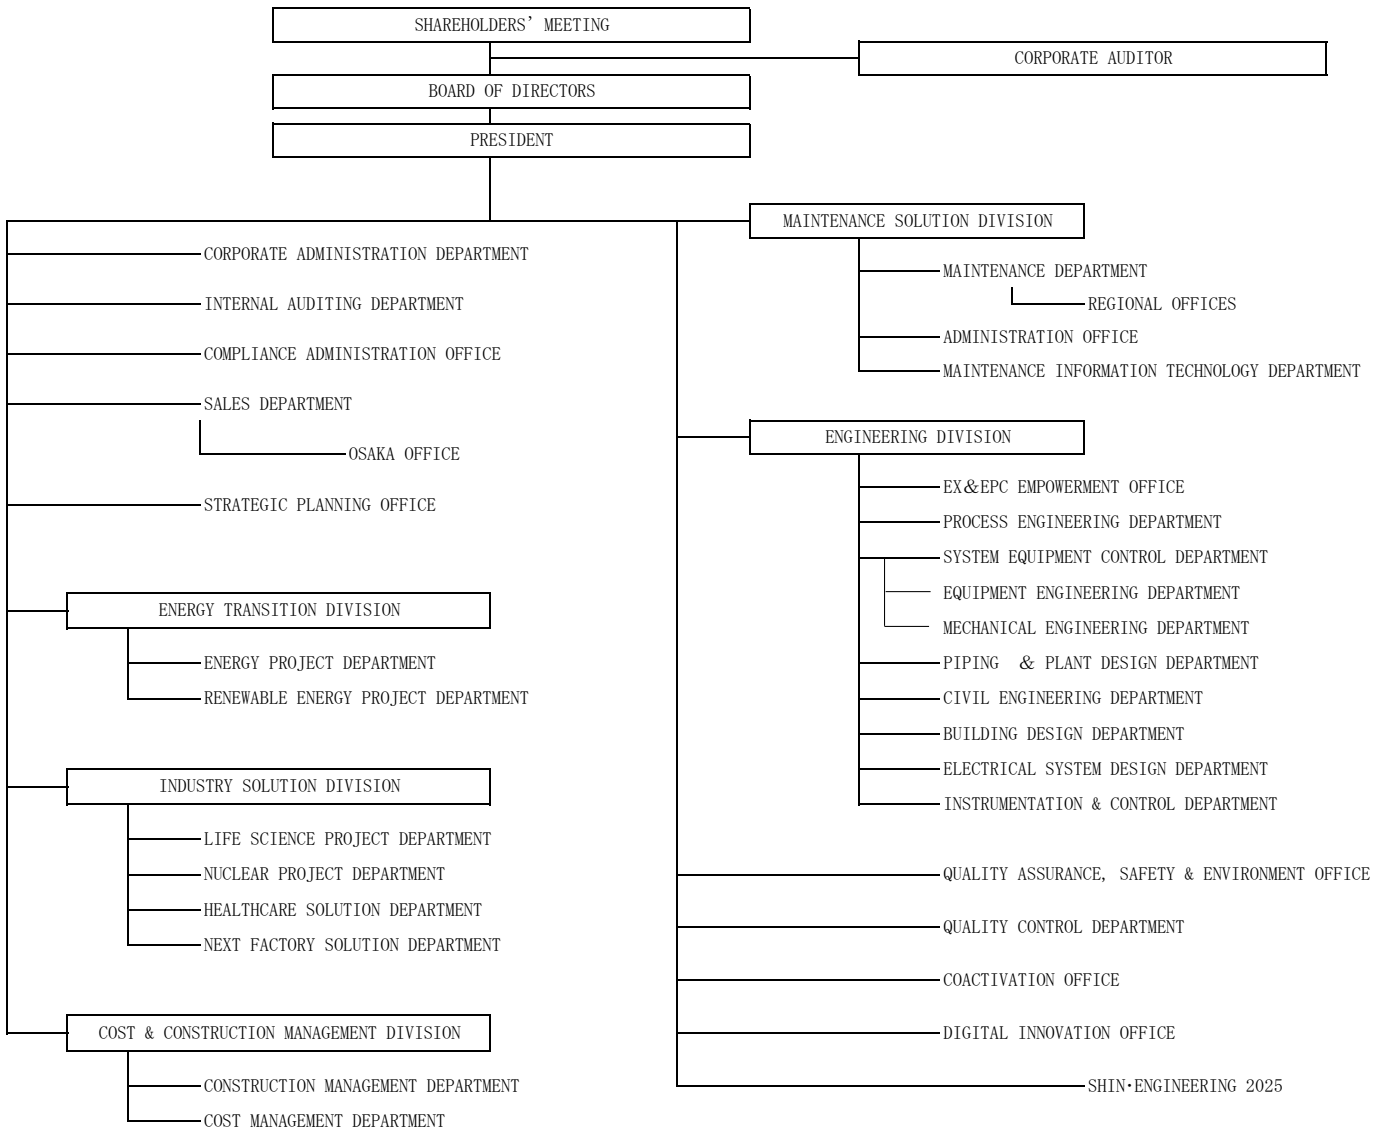 SHAREHOLDERS’ MEETING
CORPORATE AUDITOR
BOARD OF DIRECTORS
PRESIDENT
CORPORATE ADMINISTRATION DEPARTMENT
INTERNAL AUDITING DEPARTMENT
COMPLIANCE ADMINISTRATION OFFICE
SALES DEPARTMENT
OSAKA OFFICE
STRATEGIC PLANNING OFFICE
ENERGY TRANSITION DIVISION
ENERGY PROJECT DEPARTMENT
RENEWABLE ENERGY PROJECT DEPARTMENT
INDUSTRY SOLUTION DIVISION
LIFE SCIENCE PROJECT DEPARTMENT
NUCLEAR PROJECT DEPARTMENT
HEALTHCARE SOLUTION DEPARTMENT
NEXT FACTORY SOLUTION DEPARTMENT
COST & CONSTRUCTION MANAGEMENT DIVISION
CONSTRUCTION MANAGEMENT DEPARTMENT
COST MANAGEMENT DEPARTMENT
MAINTENANCE SOLUTION DIVISION
MAINTENANCE DEPARTMENT
REGIONAL OFFICES
ADMINISTRATION OFFICE
MAINTENANCE INFORMATION TECHNOLOGY DEPARTMENT
ENGINEERING DIVISION
EX&EPC EMPOWERMENT OFFICE
PROCESS ENGINEERING DEPARTMENT
SYSTEM EQUIPMENT CONTROL DEPARTMENT
EQUIPMENT ENGINEERING DEPARTMENT
MECHANICAL ENGINEERING DEPARTMENT
PIPING & PLANT DESIGN DEPARTMENT
CIVIL ENGINEERING DEPARTMENT
BUILDING DESIGN DEPARTMENT
ELECTRICAL SYSTEM DESIGN DEPARTMENT
INSTRUMENTATION & CONTROL DEPARTMENT
QUALITY ASSURANCE, SAFETY & ENVIRONMENT OFFICE
QUALITY CONTROL DEPARTMENT
COACTIVATION OFFICE
DIGITAL INNOVATION OFFICE
SHIN・ENGINEERING 2025